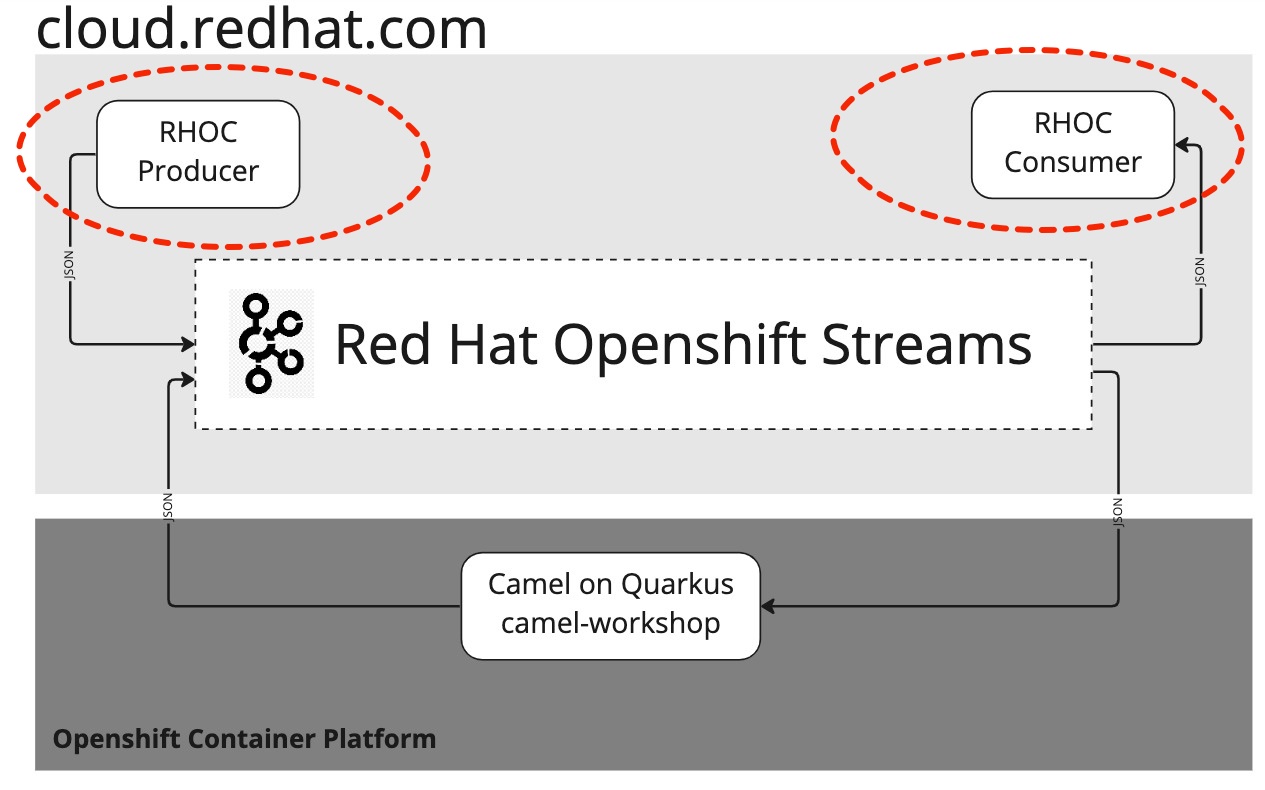 cloud.redhat.com
RHOC
Producer
RHOC
Consumer
JSON
JSON
Red Hat Openshift Streams
JSON
JSON
Camel on Quarkus
camel-workshop
Openshift Container Platform